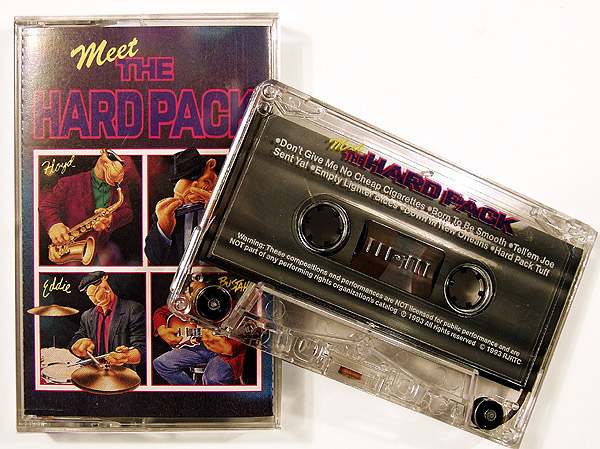 Meet
THE
HARD PACK
Floyd
Eddie
Meet
THE HARD PACK
•Don't Give Me No Cheap Cigarettes •Born To Be Smooth •Tell'em Joe
Sent Ya! •Empty Lighter Blues •Down In New Orleans •Hard Pack Tuff
Warning: These compositions and performances are NOT licensed for public performance and are
NOT part of any performing rights organization's catalog ℗ 1993 All rights reserved © 1993 RJRTC